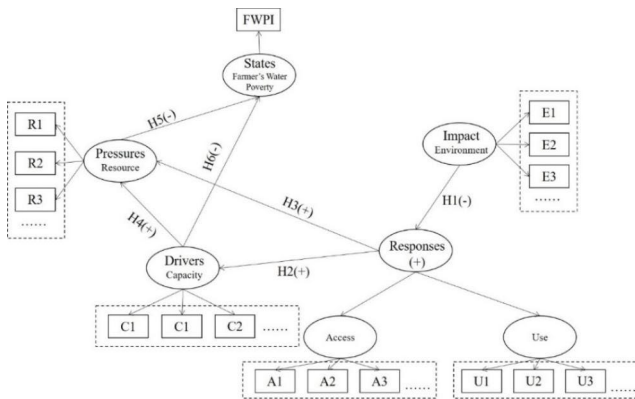 FWPI
States
Farmer's Water
Poverty
R1
R2
R3
......
Pressures
Resource
H5(-)
H6(-)
H4(+)
H3(+)
Impact
Environment
E1
E2
E3
......
H1(-)
Responses
(+)
H2(+)
Drivers
Capacity
C1
C1
C2
......
Access
Use
A1
A2
A3
......
U1
U2
U3
......